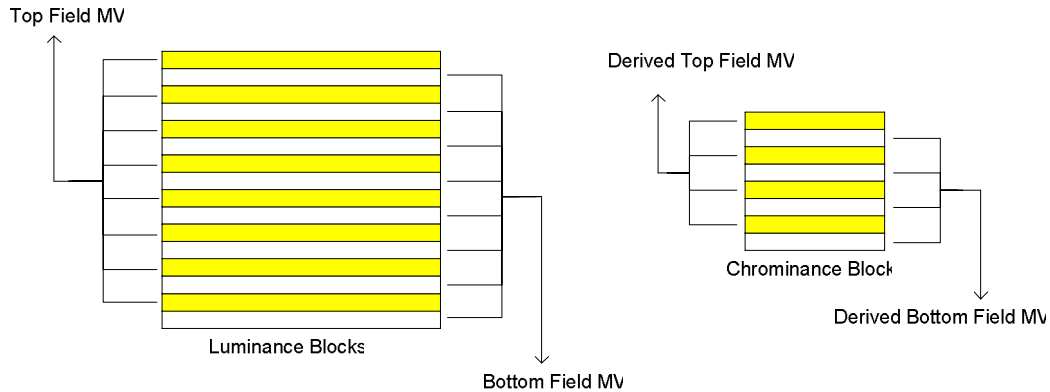 Top Field MV
Luminance Blocks
Bottom Field MV
Derived Top Field MV
Chrominance Block
Derived Bottom Field MV